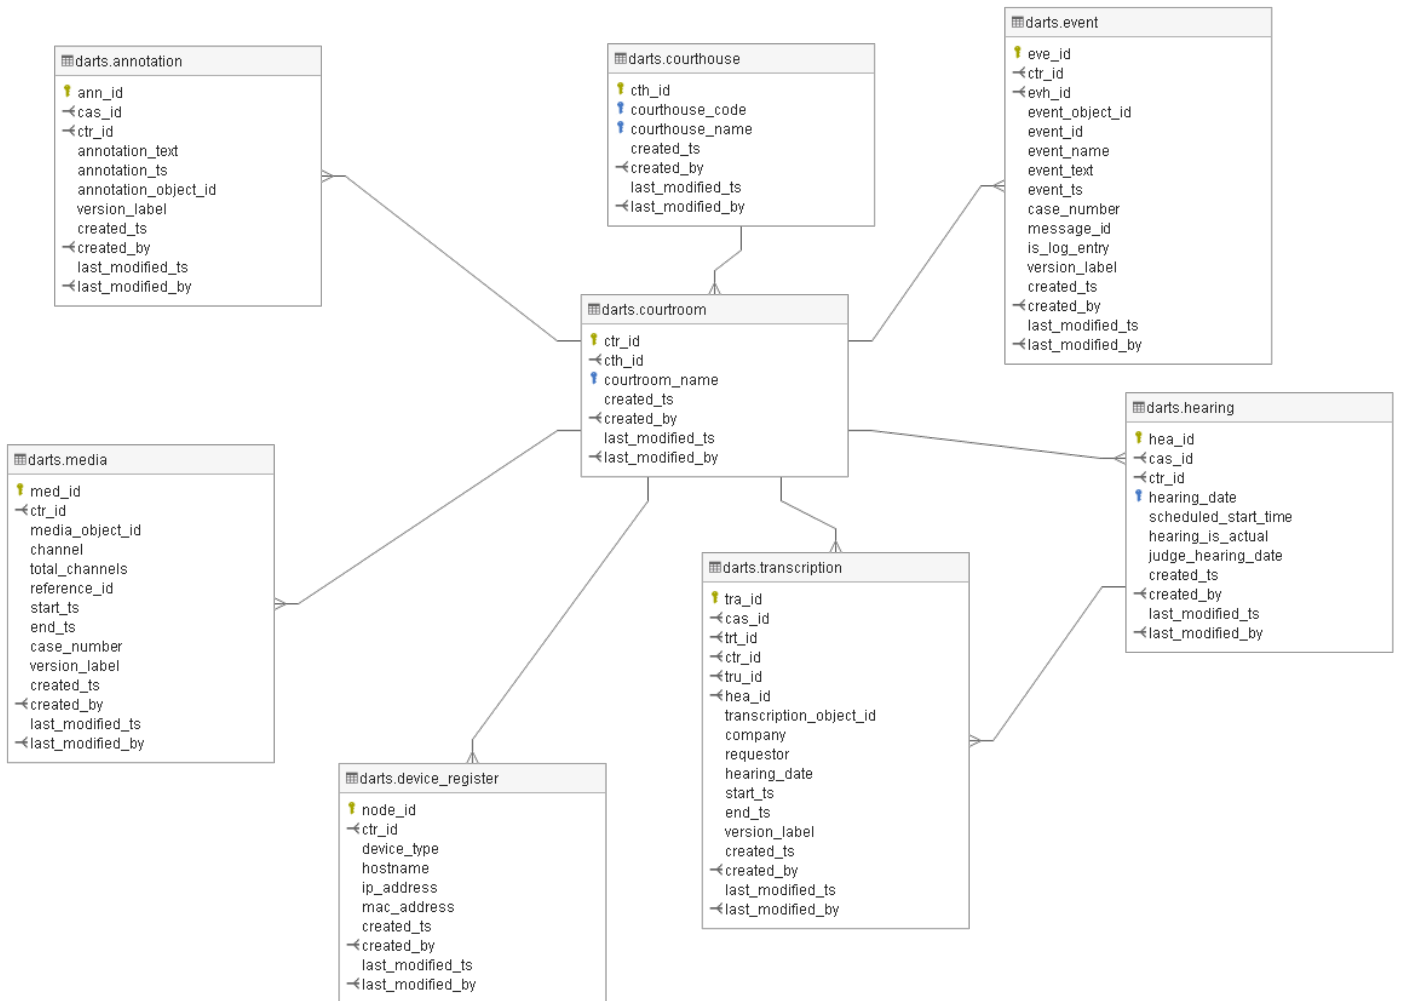 darts.annotation
ann_id
cas_id
ctr_id
annotation_text
annotation_ts
annotation_object_id
version_label
created_ts
created_by
last_modified_ts
last_modified_by
darts.courthouse
cth_id
courthouse_code
courthouse_name
created_ts
created_by
last_modified_ts
last_modified_by
darts.event
eve_id
ctr_id
evh_id
event_object_id
event_id
event_name
event_text
event_ts
case_number
message_id
is_log_entry
version_label
created_ts
created_by
last_modified_ts
last_modified_by
darts.courtroom
ctr_id
cth_id
courtroom_name
created_ts
created_by
last_modified_ts
last_modified_by
darts.media
med_id
ctr_id
media_object_id
channel
total_channels
reference_id
start_ts
end_ts
case_number
version_label
created_ts
created_by
last_modified_ts
last_modified_by
darts.hearing
hea_id
cas_id
ctr_id
hearing_date
scheduled_start_time
hearing_is_actual
judge_hearing_date
created_ts
created_by
last_modified_ts
last_modified_by
darts.transcription
tra_id
cas_id
trt_id
ctr_id
tru_id
hea_id
transcription_object_id
company
requestor
hearing_date
start_ts
end_ts
version_label
created_ts
created_by
last_modified_ts
last_modified_by
darts.device_register
node_id
ctr_id
device_type
hostname
ip_address
mac_address
created_ts
created_by
last_modified_ts
last_modified_by